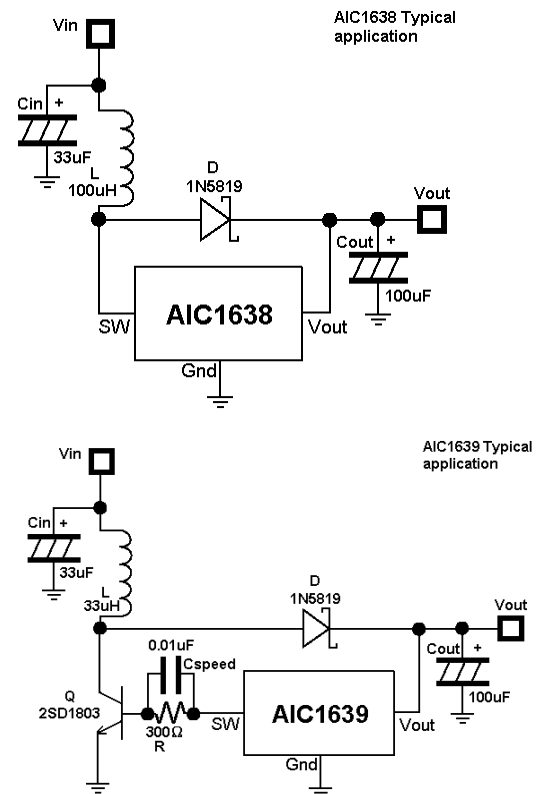 AIC1638 Typical
application
Vin
Cin +
33uF
L
100uH
D
1N5819
Vout
Cout +
100uF
SW
AIC1638
Vout
Gnd
AIC1639 Typical
application
Vin
Cin +
33uF
L
33uH
D
1N5819
Vout
0.01uF
Cspeed
Cout +
100uF
Q
2SD1803
300Ω
R
SW
AIC1639
Vout
Gnd